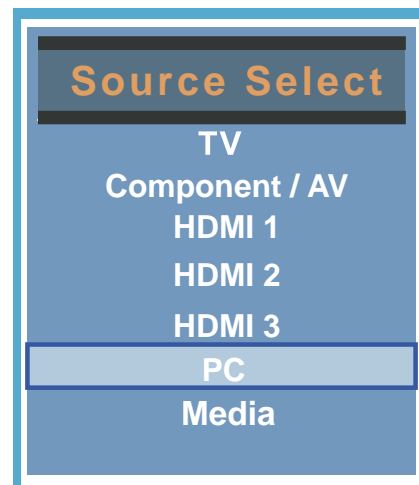 Source Select
TV
Component / AV
HDMI 1
HDMI 2
HDMI 3
PC
Media